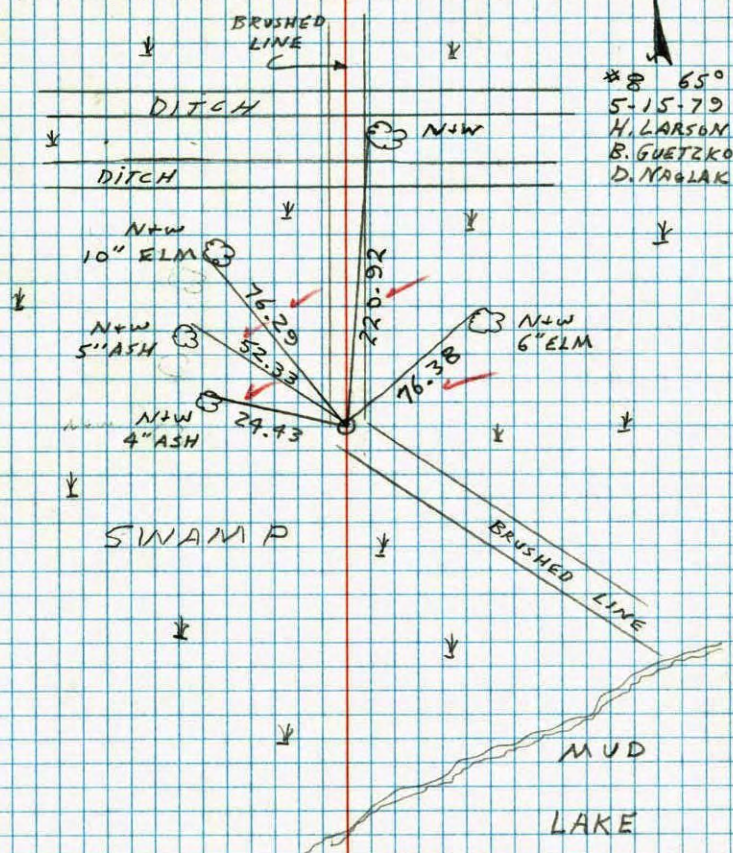 BRUSHED
LINE
#8 65°
5-15-79
H. LARSON
B. GUETZKO
D. NAGLAK
DITCH
N+W
DITCH
N+W
10" ELM
76.29
220.92
N+W
5" ASH
52.33
76.38
N+W
6" ELM
N+W
4" ASH
24.43
SWAMP
BRUSHED LINE
MUD
LAKE